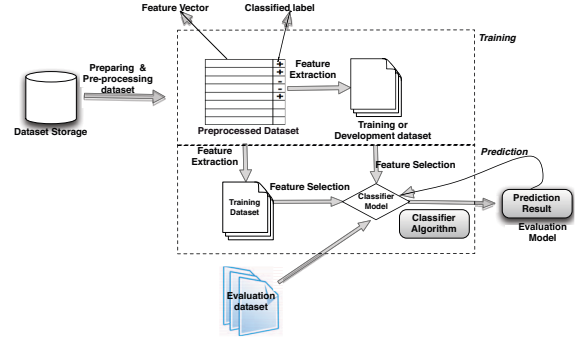 Feature Vector
Classified label
Training
Preparing &
Pre-processing
dataset
Dataset Storage
+
+
-
-
+
Feature
Extraction
Preprocessed Dataset
Training or
Development dataset
Feature
Extraction
Feature Selection
Prediction
Training
Dataset
Feature Selection
Classifier
Model
Classifier
Algorithm
Prediction
Result
Evaluation
Model
Evaluation
dataset